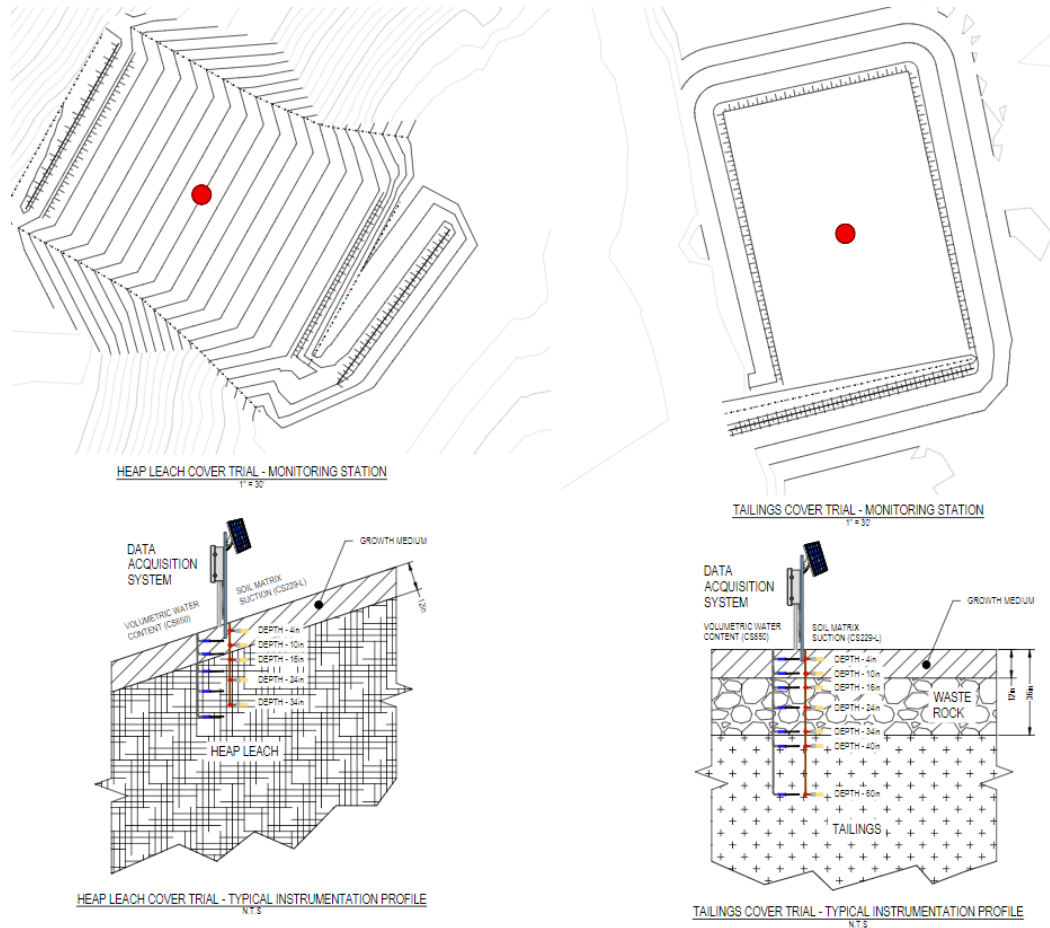 HEAP LEACH COVER TRIAL - MONITORING STATION
1" = 30'
TAILINGS COVER TRIAL - MONITORING STATION
1" = 30'
DATA
ACQUISITION
SYSTEM
GROWTH MEDIUM
VOLUMETRIC WATER
CONTENT (CS650)
SOIL MATRIX
SUCTION (CS229-L)
12in
DEPTH - 4in
DEPTH - 10in
DEPTH - 16in
DEPTH - 24in
DEPTH - 34in
HEAP LEACH
HEAP LEACH COVER TRIAL - TYPICAL INSTRUMENTATION PROFILE
N.T.S
DATA
ACQUISITION
SYSTEM
GROWTH MEDIUM
VOLUMETRIC WATER
CONTENT (CS650)
SOIL MATRIX
SUCTION (CS229-L)
DEPTH - 4in
DEPTH - 10in
DEPTH - 16in
DEPTH - 24in
DEPTH - 34in
DEPTH - 40in
DEPTH - 60in
WASTE
ROCK
12in
36in
TAILINGS
TAILINGS COVER TRIAL - TYPICAL INSTRUMENTATION PROFILE
N.T.S